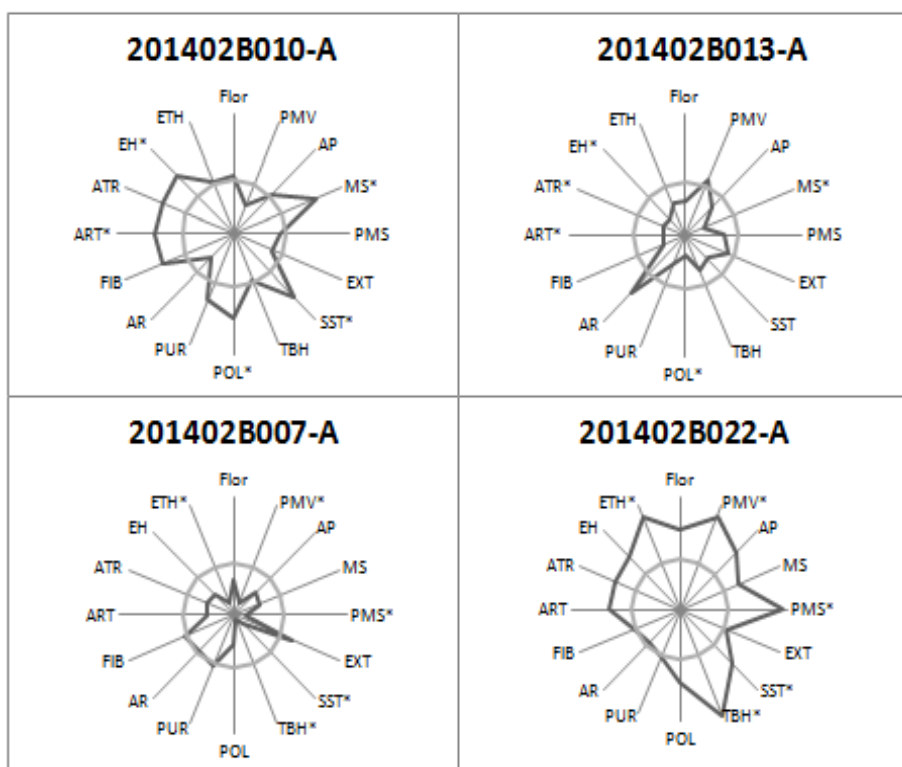 201402B010-A
Flor
PMV
AP
MS*
PMS
EXT
SST*
TBH
POL*
PUR
AR
FIB
ART*
ATR
EH*
ETH
201402B013-A
Flor
PMV
AP
MS*
PMS
EXT
SST
TBH
POL*
PUR
AR
FIB
ART*
ATR*
EH*
ETH
201402B007-A
Flor
PMV*
AP
MS
PMS*
EXT
SST*
TBH*
POL
PUR
AR
FIB
ART
ATR
EH
ETH*
201402B022-A
Flor
PMV*
AP
MS
PMS*
EXT
SST*
TBH*
POL
PUR
AR
FIB
ART
ATR
EH
ETH*